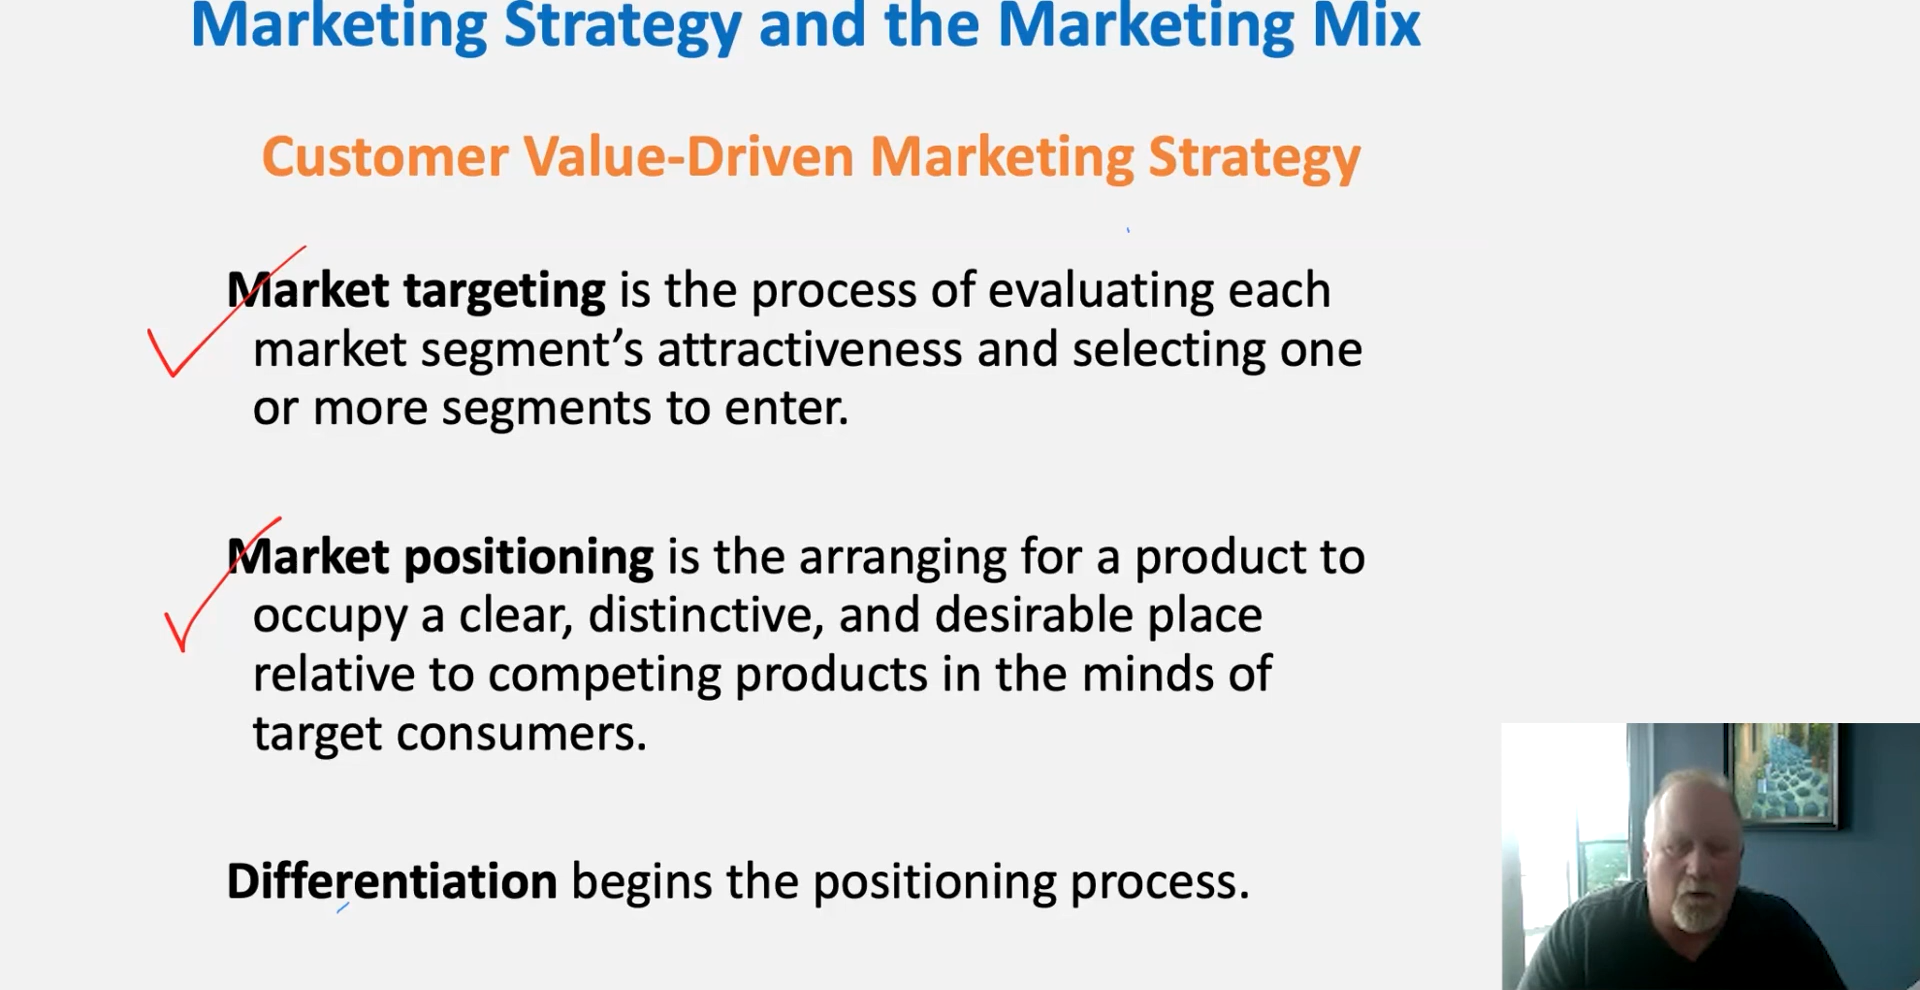 Marketing Strategy and the Marketing Mix
Customer Value-Driven Marketing Strategy
Market targeting is the process of evaluating each
market segment’s attractiveness and selecting one
or more segments to enter.
Market positioning is the arranging for a product to
occupy a clear, distinctive, and desirable place
relative to competing products in the minds of
target consumers.
Differentiation begins the positioning process.